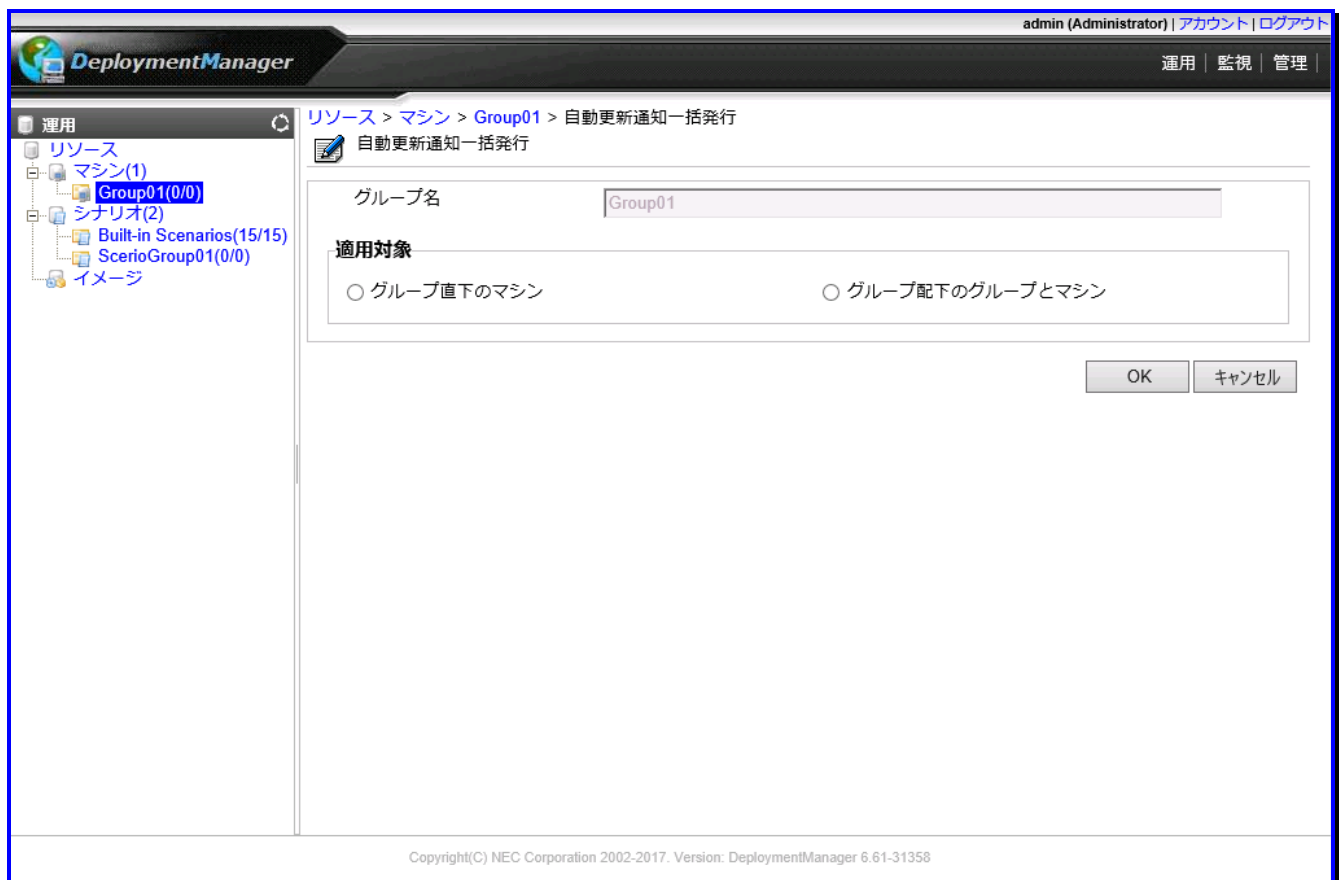 admin (Administrator) | アカウント | ログアウト
DeploymentManager
運用 | 監視 | 管理 |
運用
リソース
マシン(1)
Group01(0/0)
シナリオ(2)
Built-in Scenarios(15/15)
ScerioGroup01(0/0)
イメージ
リソース > マシン > Group01 > 自動更新通知一括発行
自動更新通知一括発行
グループ名 Group01
適用対象
グループ直下のマシン グループ配下のグループとマシン
OK キャンセル
Copyright(C) NEC Corporation 2002-2017. Version: DeploymentManager 6.61-31358